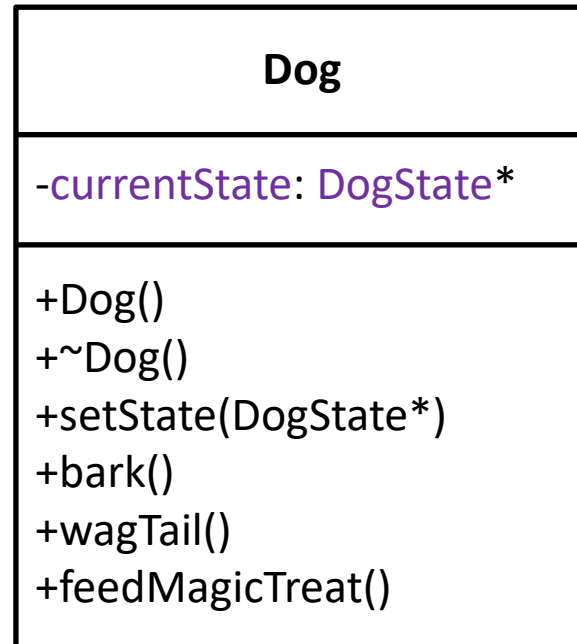 Dog
-currentState: DogState*
+Dog()
+~Dog()
+setState(DogState*)
+bark()
+wagTail()
+feedMagicTreat()